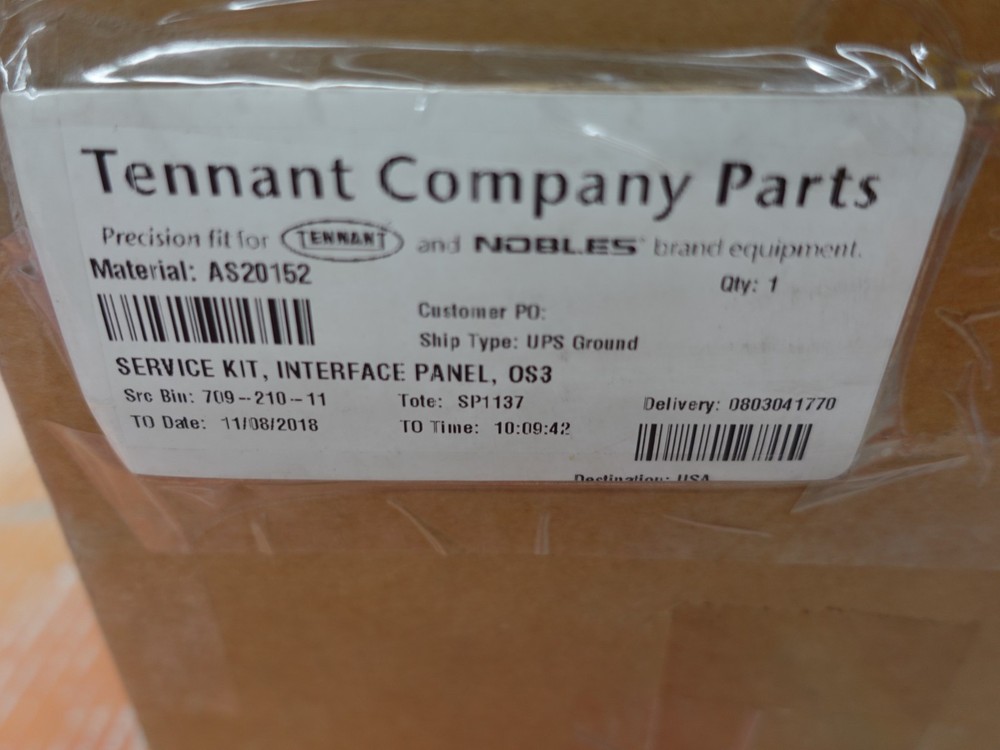 Tennant Company Parts
Precision fit for TENNANT and NOBLES brand equipment.
Material: AS20152
Qty: 1
Customer PO:
Ship Type: UPS Ground
SERVICE KIT, INTERFACE PANEL, OS3
Src Bin: 709-210-11 Tote: SP1137 Delivery: 0803041770
TO Date: 11/08/2018 TO Time: 10:09:42
Destination: USA